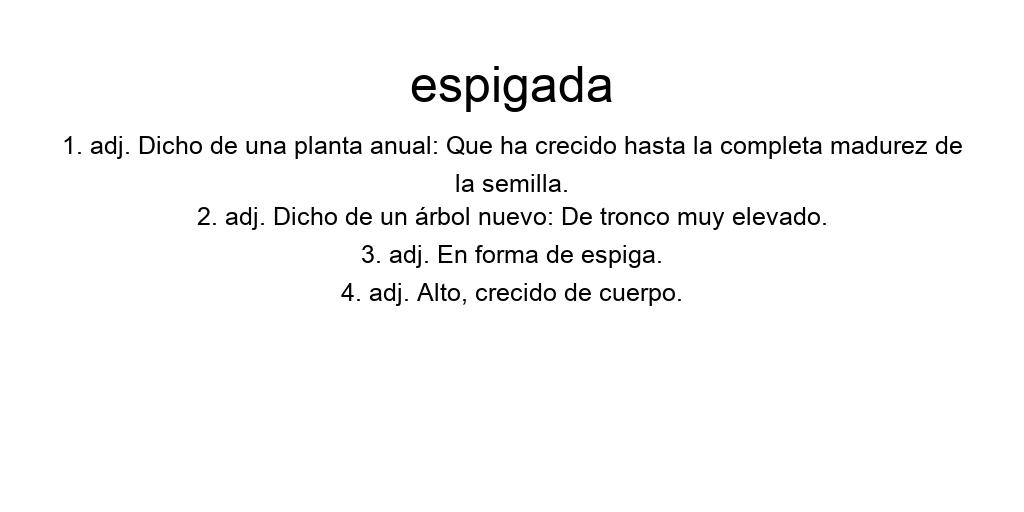 espigada
1. adj. Dicho de una planta anual: Que ha crecido hasta la completa madurez de
la semilla.
2. adj. Dicho de un árbol nuevo: De tronco muy elevado.
3. adj. En forma de espiga.
4. adj. Alto, crecido de cuerpo.